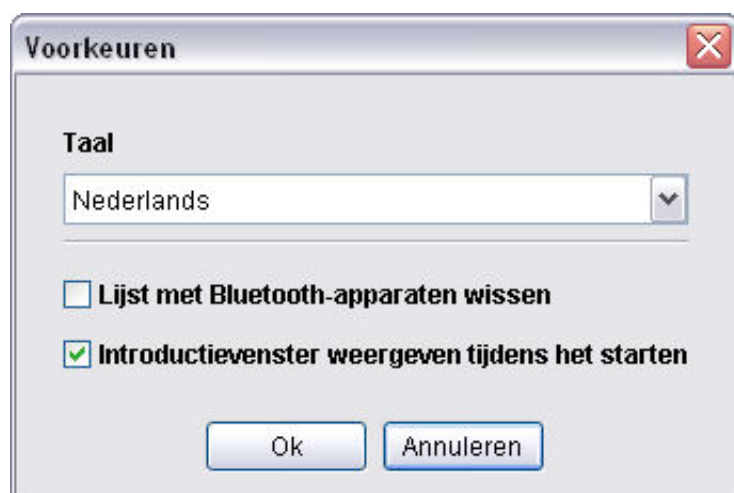 Voorkeuren
Taal
Nederlands
Lijst met Bluetooth-apparaten wissen
Introductievenster weergeven tijdens het starten
Ok
Annuleren